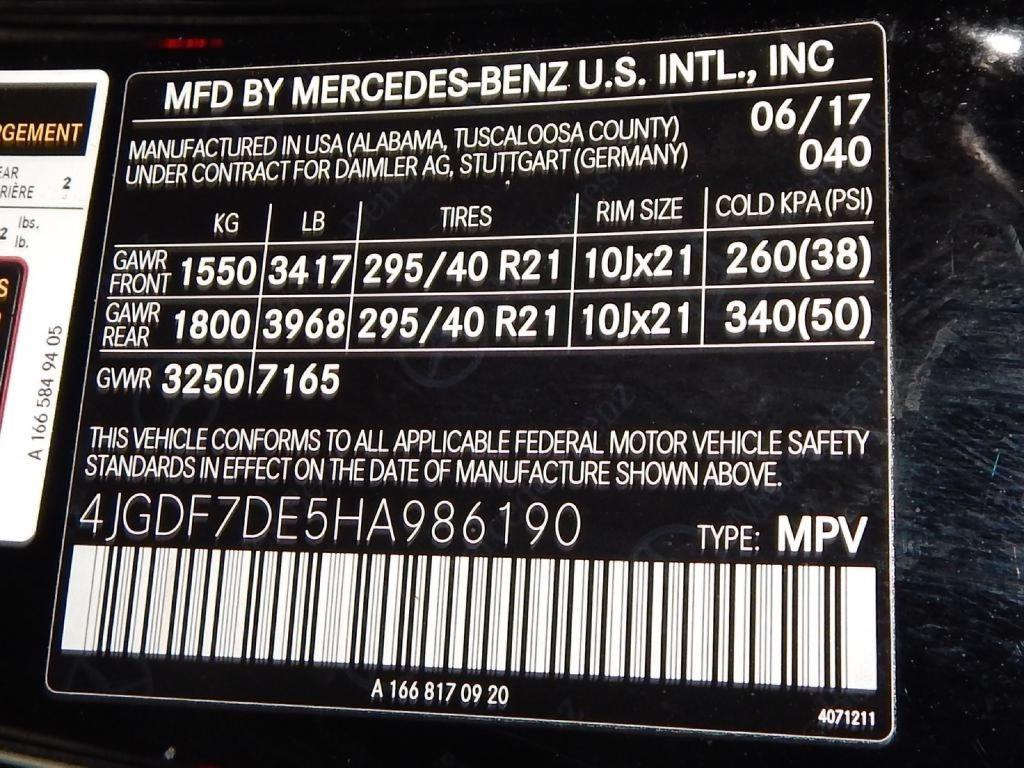 RGEMENT
EAR
RIÈRE 2
lbs.
2 lb.
S
A 166 584 94 05
MFD BY MERCEDES-BENZ U.S. INTL., INC
MANUFACTURED IN USA (ALABAMA, TUSCALOOSA COUNTY) 06/17
UNDER CONTRACT FOR DAIMLER AG, STUTTGART (GERMANY) 040
KG LB TIRES RIM SIZE COLD KPA (PSI)
GAWR FRONT 1550 3417 295/40 R21 10Jx21 260(38)
GAWR REAR 1800 3968 295/40 R21 10Jx21 340(50)
GVWR 3250 7165
THIS VEHICLE CONFORMS TO ALL APPLICABLE FEDERAL MOTOR VEHICLE SAFETY
STANDARDS IN EFFECT ON THE DATE OF MANUFACTURE SHOWN ABOVE.
4JGDF7DE5HA986190 TYPE: MPV
A 166 817 09 20
4071211